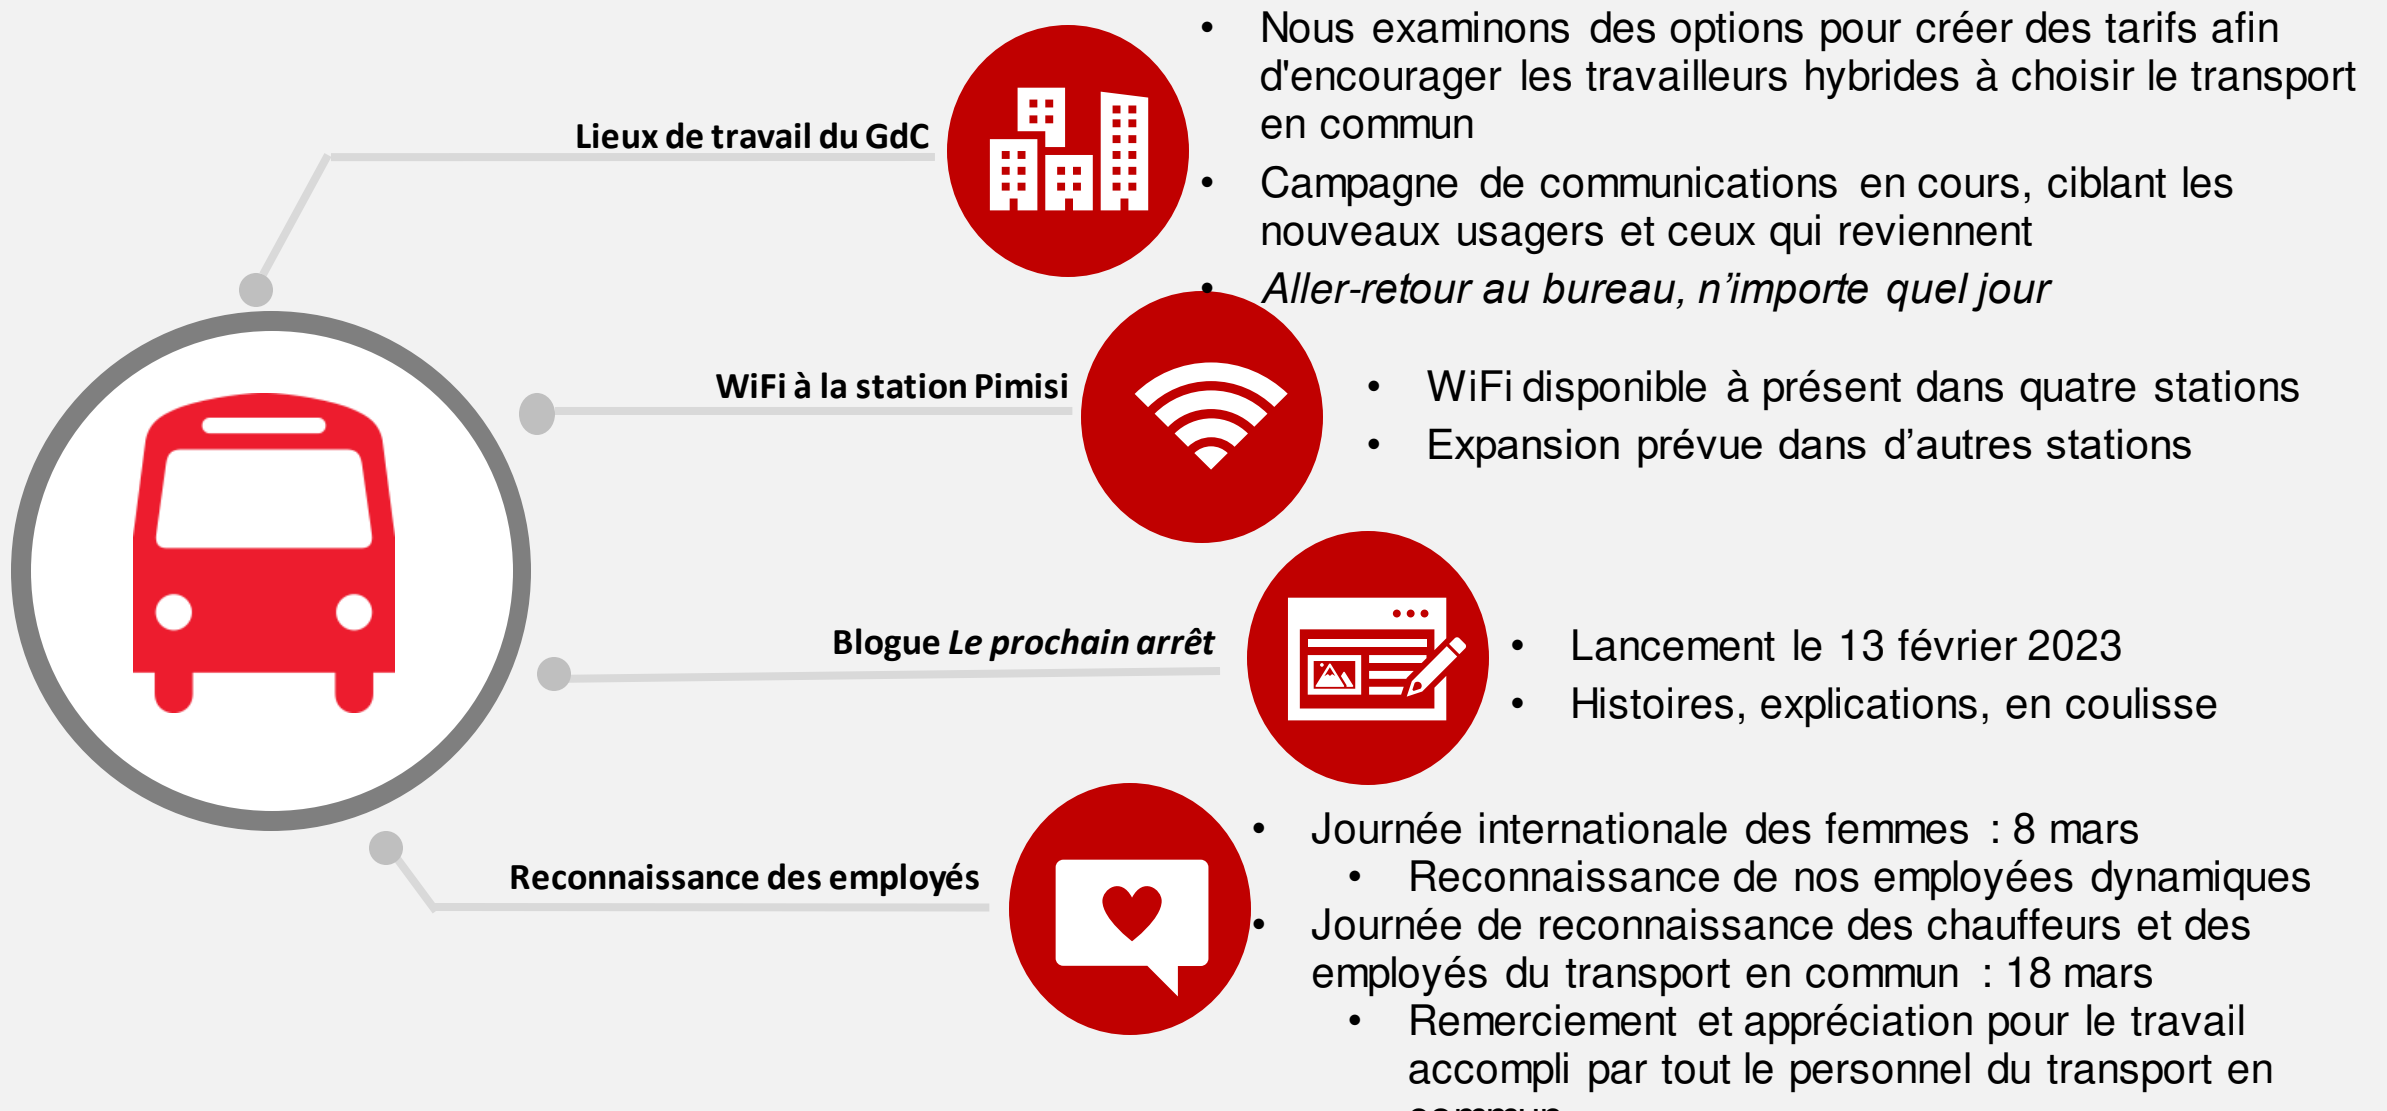 Lieux de travail du GdC
• Nous examinons des options pour créer des tarifs afin
d'encourager les travailleurs hybrides à choisir le transport
en commun
• Campagne de communications en cours, ciblant les
nouveaux usagers et ceux qui reviennent
• Aller-retour au bureau, n’importe quel jour
WiFi à la station Pimisi
• WiFi disponible à présent dans quatre stations
• Expansion prévue dans d’autres stations
Blogue Le prochain arrêt
• Lancement le 13 février 2023
• Histoires, explications, en coulisse
Reconnaissance des employés
• Journée internationale des femmes : 8 mars
• Reconnaissance de nos employées dynamiques
• Journée de reconnaissance des chauffeurs et des
employés du transport en commun : 18 mars
• Remerciement et appréciation pour le travail
accompli par tout le personnel du transport en
commun